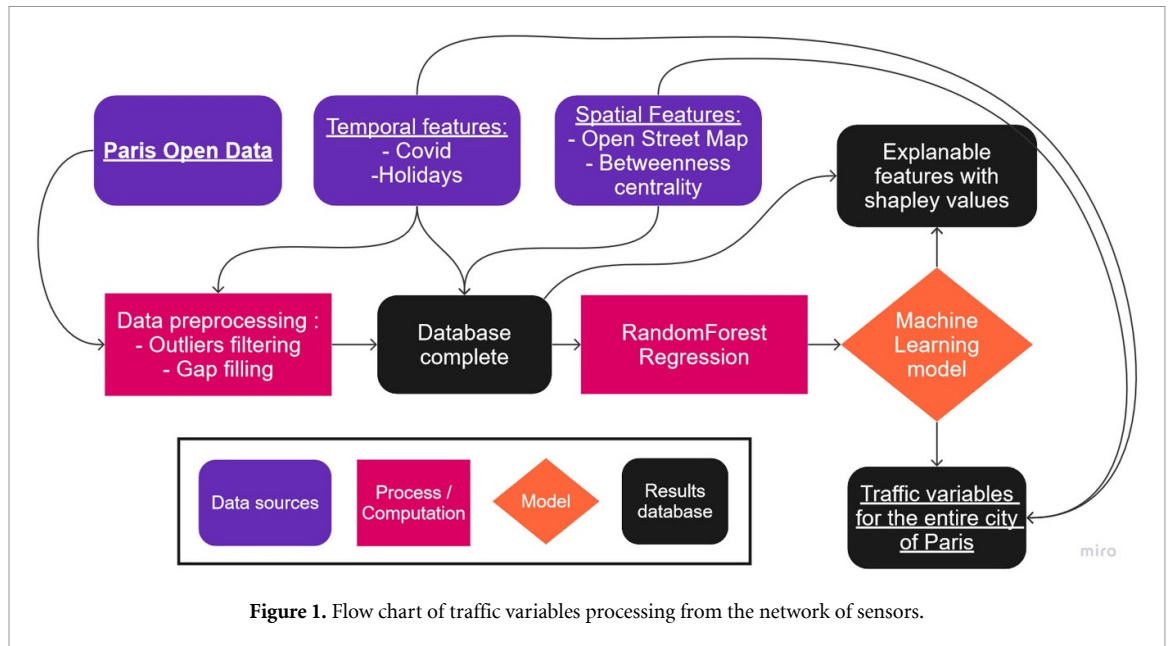 Paris Open Data
Temporal features:
- Covid
-Holidays
Spatial Features:
- Open Street Map
- Betweenness
centrality
Explanable
features with
shapley values
Data preprocessing :
- Outliers filtering
- Gap filling
Database
complete
RandomForest
Regression
Machine
Learning
model
Data sources
Process /
Computation
Model
Results
database
Traffic variables
for the entire city
of Paris
miro
Figure 1. Flow chart of traffic variables processing from the network of sensors.